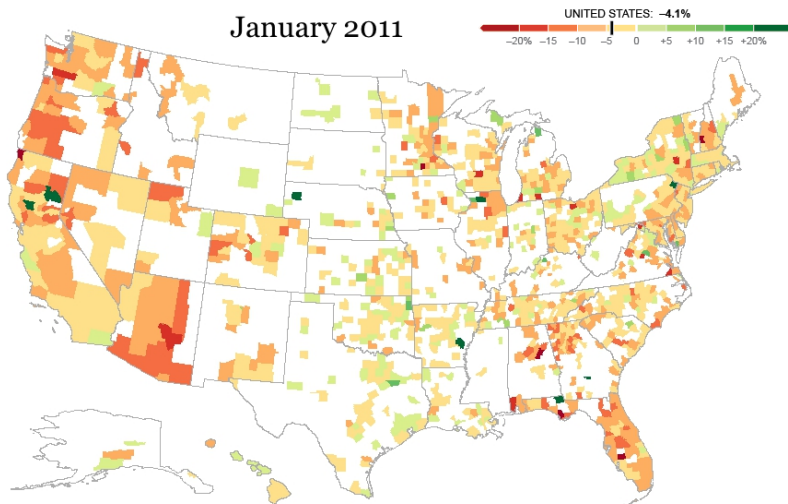 January 2011
UNITED STATES: –4.1%
–20% –15 –10 –5 0 +5 +10 +15 +20%